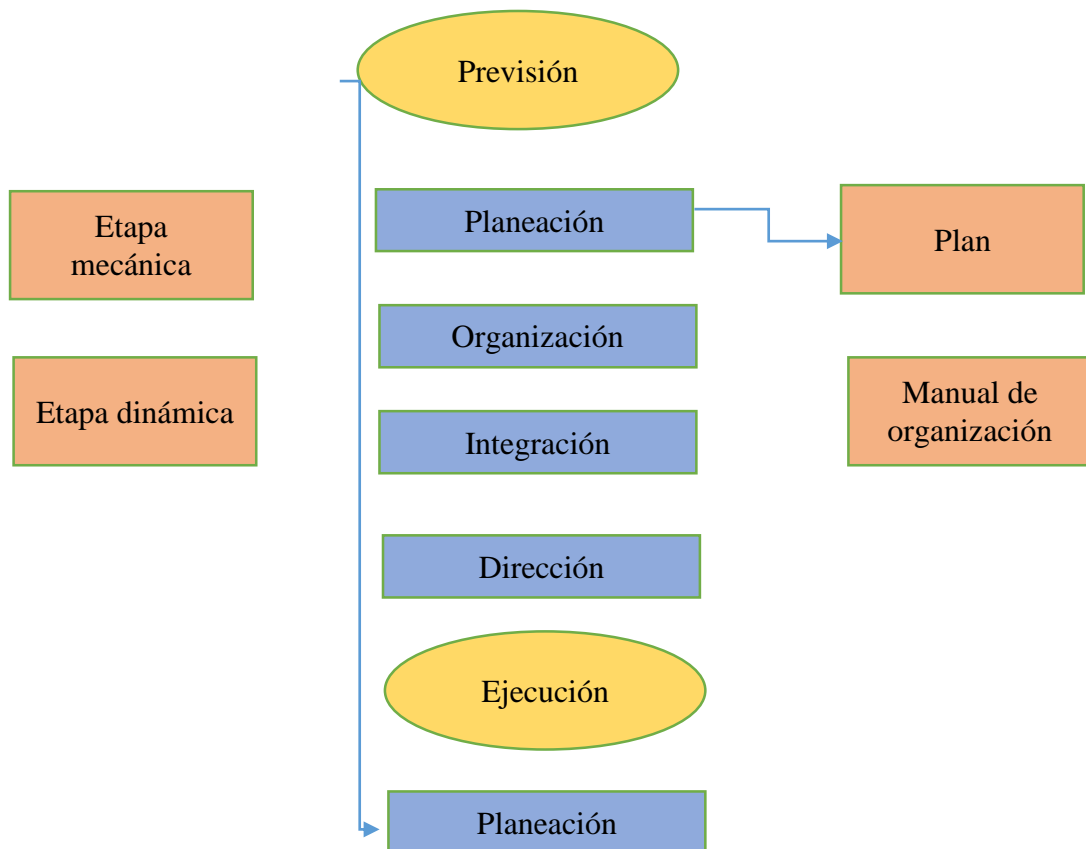 Previsión
Etapa
mecánica
Planeación
Plan
Organización
Etapa dinámica
Integración
Manual de
organización
Dirección
Ejecución
Planeación